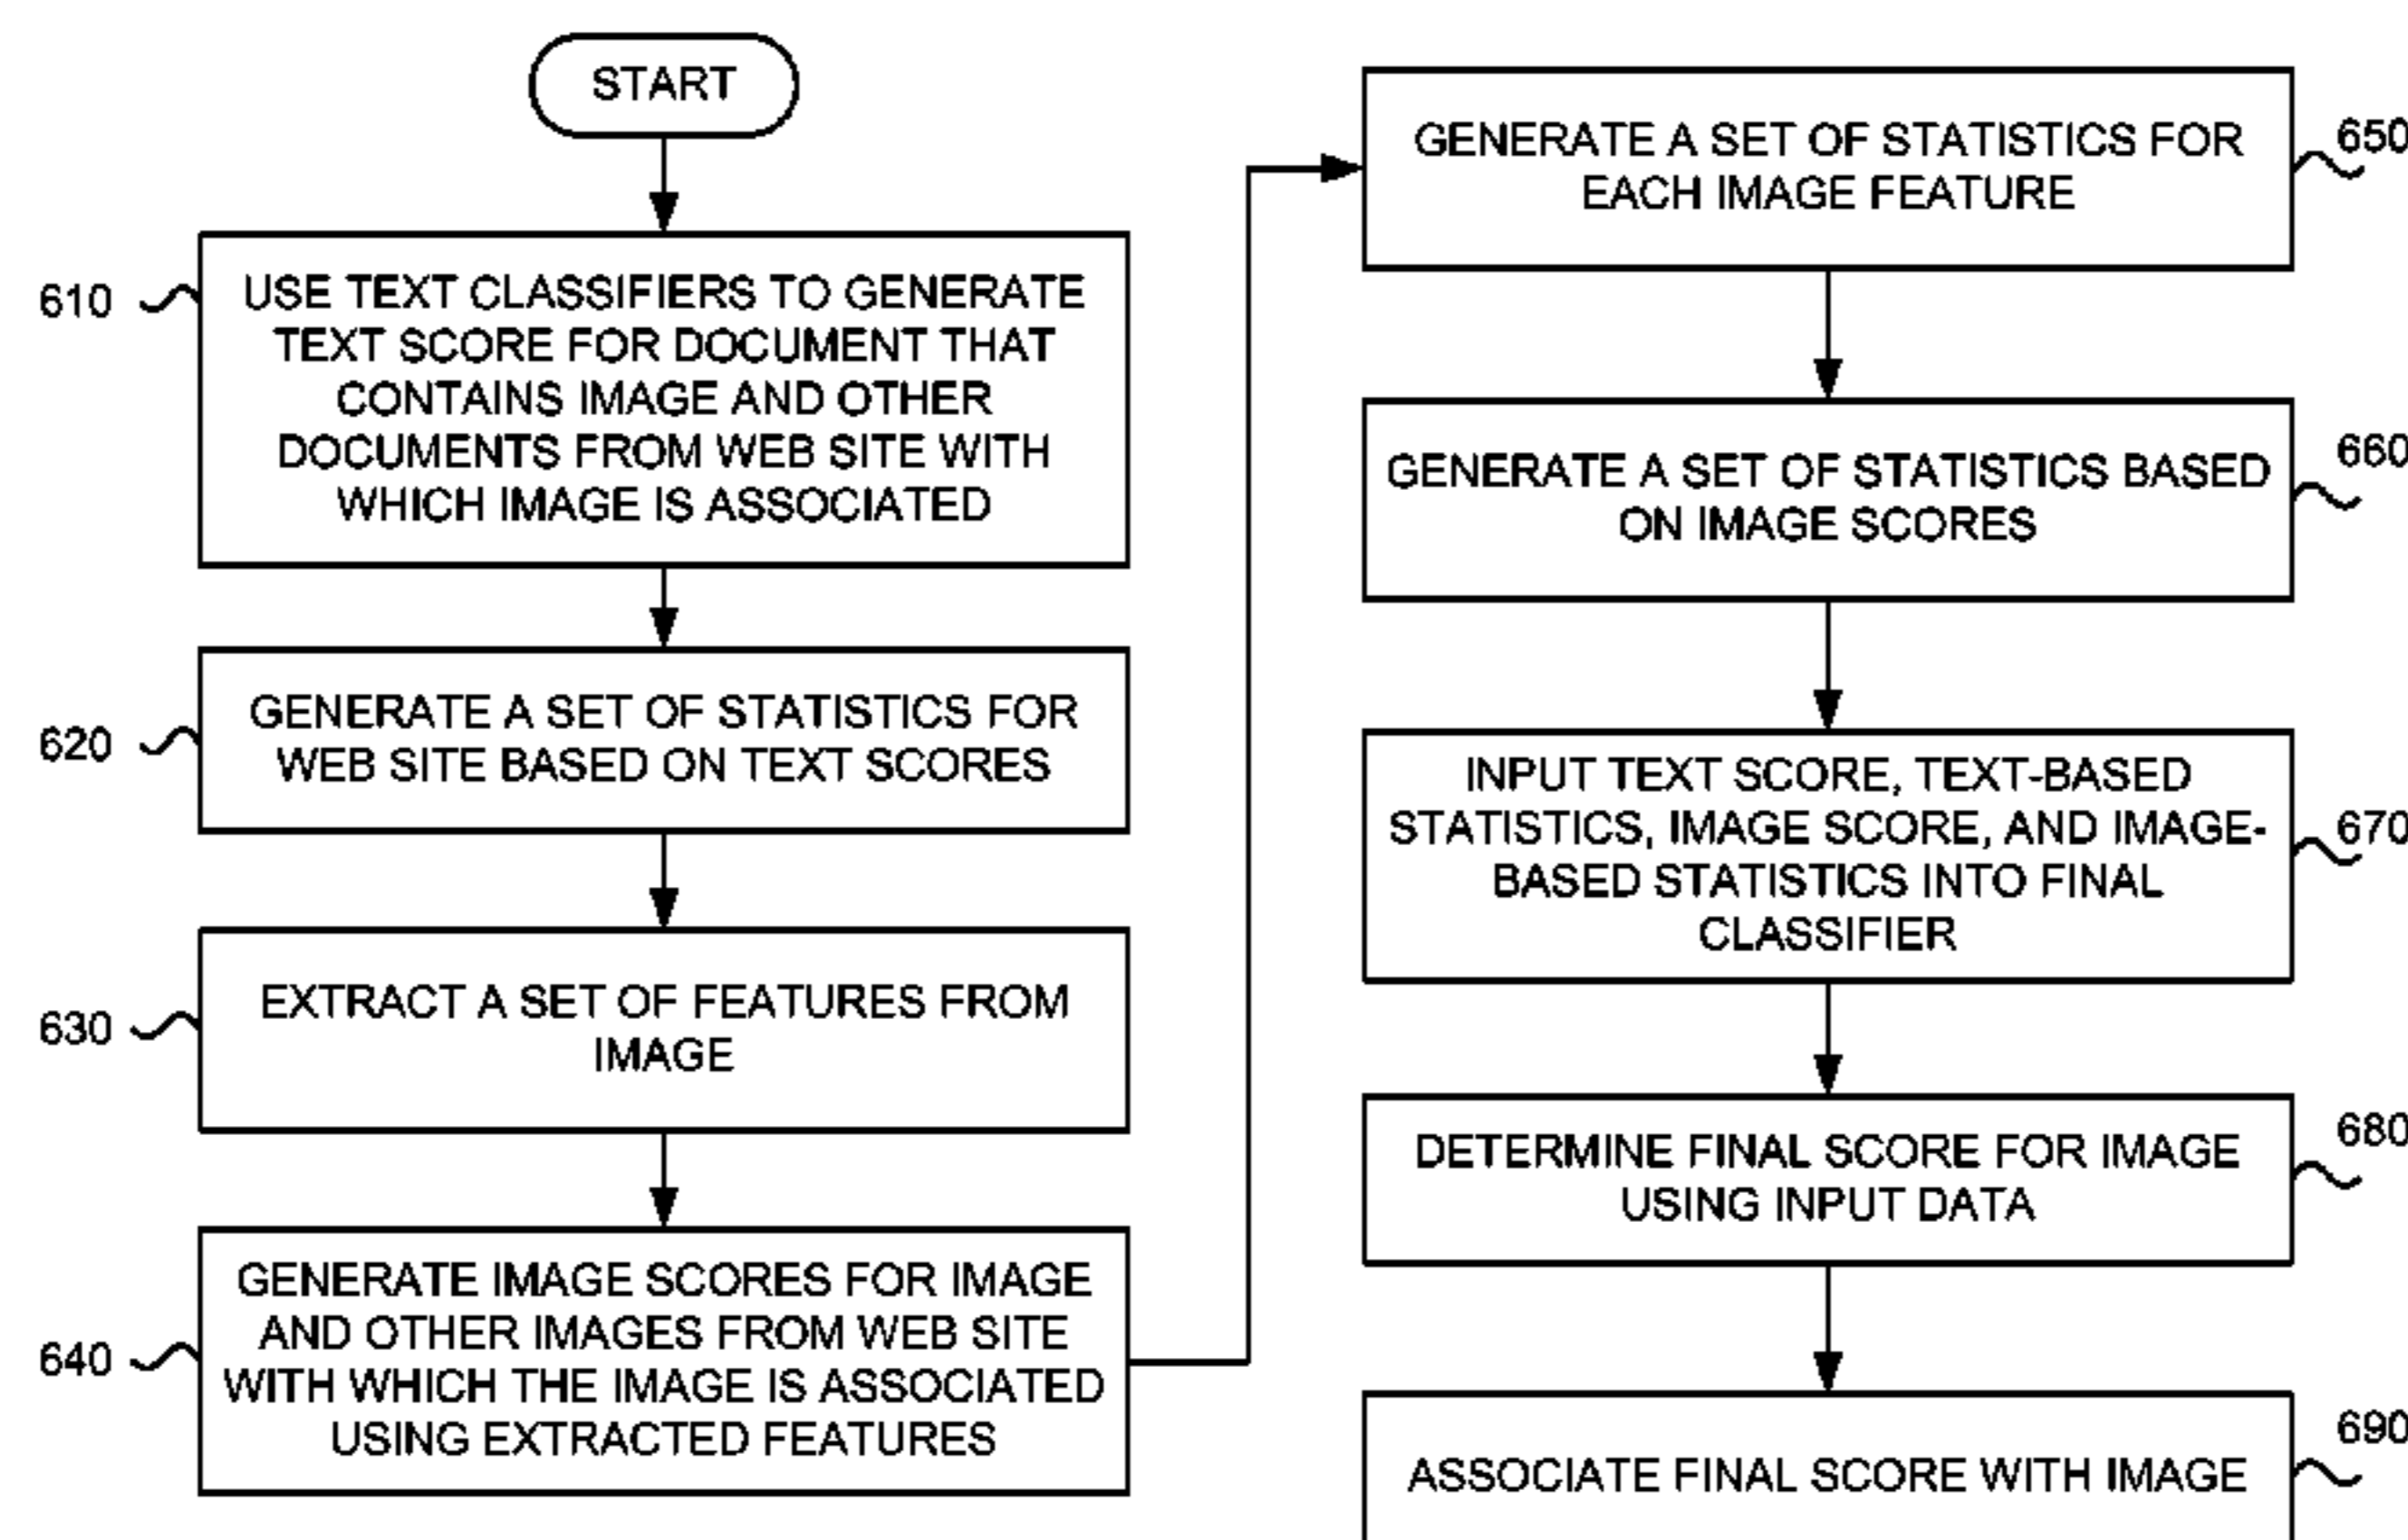 START
610
USE TEXT CLASSIFIERS TO GENERATE
TEXT SCORE FOR DOCUMENT THAT
CONTAINS IMAGE AND OTHER
DOCUMENTS FROM WEB SITE WITH
WHICH IMAGE IS ASSOCIATED
620
GENERATE A SET OF STATISTICS FOR
WEB SITE BASED ON TEXT SCORES
630
EXTRACT A SET OF FEATURES FROM
IMAGE
640
GENERATE IMAGE SCORES FOR IMAGE
AND OTHER IMAGES FROM WEB SITE
WITH WHICH THE IMAGE IS ASSOCIATED
USING EXTRACTED FEATURES
GENERATE A SET OF STATISTICS FOR
EACH IMAGE FEATURE
650
GENERATE A SET OF STATISTICS BASED
ON IMAGE SCORES
660
INPUT TEXT SCORE, TEXT-BASED
STATISTICS, IMAGE SCORE, AND IMAGE-
BASED STATISTICS INTO FINAL
CLASSIFIER
670
DETERMINE FINAL SCORE FOR IMAGE
USING INPUT DATA
680
ASSOCIATE FINAL SCORE WITH IMAGE
690